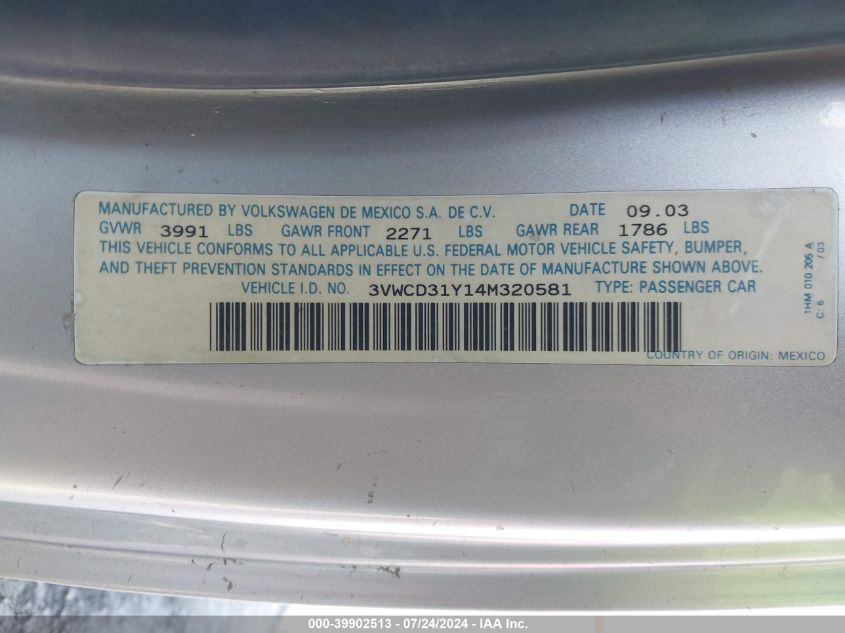 MANUFACTURED BY VOLKSWAGEN DE MEXICO S.A. DE C.V. DATE 09.03
GVWR 3991 LBS GAWR FRONT 2271 LBS GAWR REAR 1786 LBS
THIS VEHICLE CONFORMS TO ALL APPLICABLE U.S. FEDERAL MOTOR VEHICLE SAFETY, BUMPER,
AND THEFT PREVENTION STANDARDS IN EFFECT ON THE DATE OF MANUFACTURE SHOWN ABOVE.
VEHICLE I.D. NO. 3VWCD31Y14M320581 TYPE: PASSENGER CAR
COUNTRY OF ORIGIN: MEXICO
1HM 010 205 A
C: 6 / 03
000-39902513 - 07/24/2024 - IAA Inc.